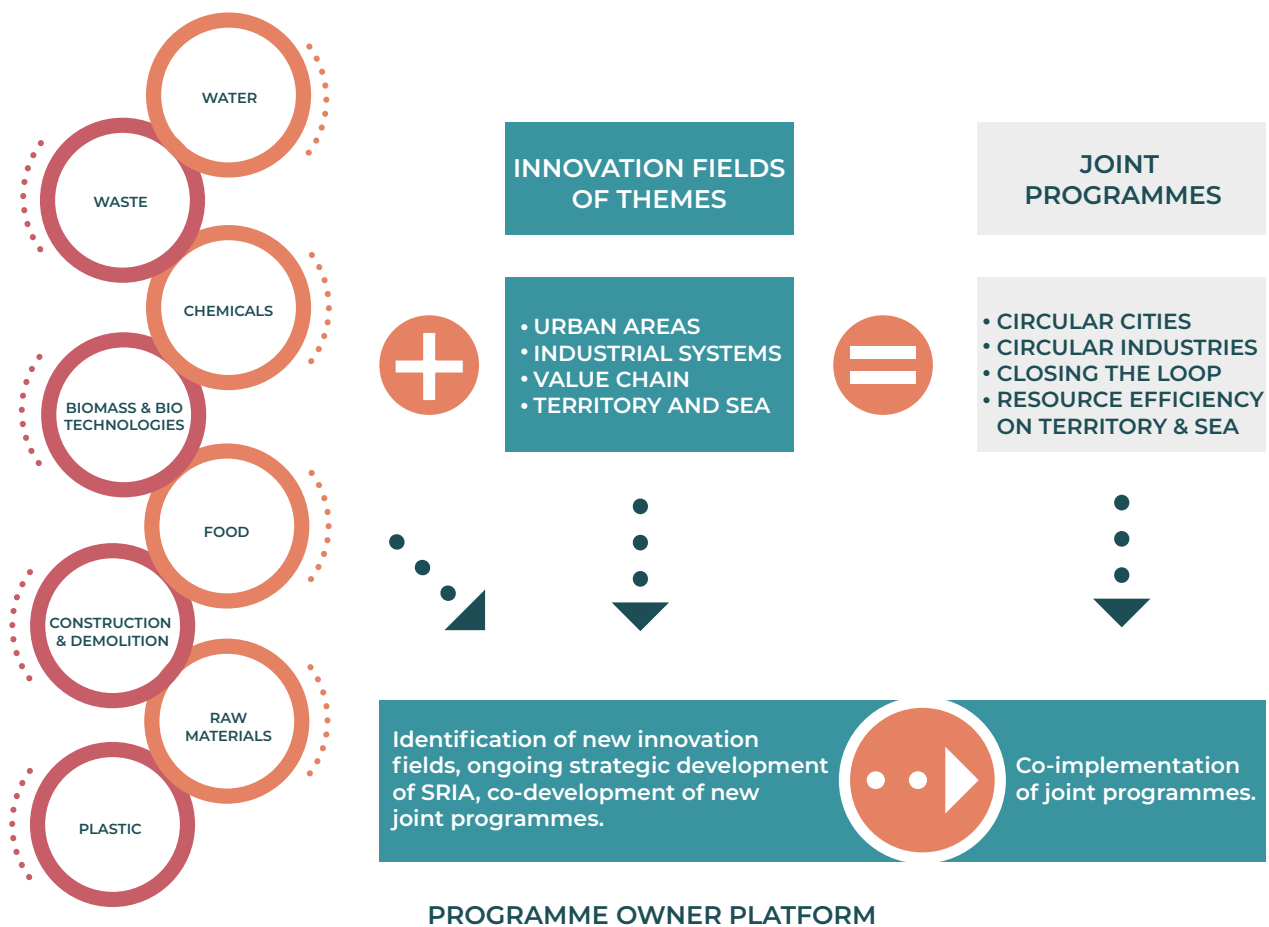 WATER
WASTE
CHEMICALS
BIOMASS & BIO
TECHNOLOGIES
FOOD
CONSTRUCTION
& DEMOLITION
RAW
MATERIALS
PLASTIC
INNOVATION FIELDS
OF THEMES
• URBAN AREAS
• INDUSTRIAL SYSTEMS
• VALUE CHAIN
• TERRITORY AND SEA
JOINT
PROGRAMMES
• CIRCULAR CITIES
• CIRCULAR INDUSTRIES
• CLOSING THE LOOP
• RESOURCE EFFICIENCY
ON TERRITORY & SEA
Identification of new innovation
fields, ongoing strategic development
of SRIA, co-development of new
joint programmes.
Co-implementation
of joint programmes.
PROGRAMME OWNER PLATFORM